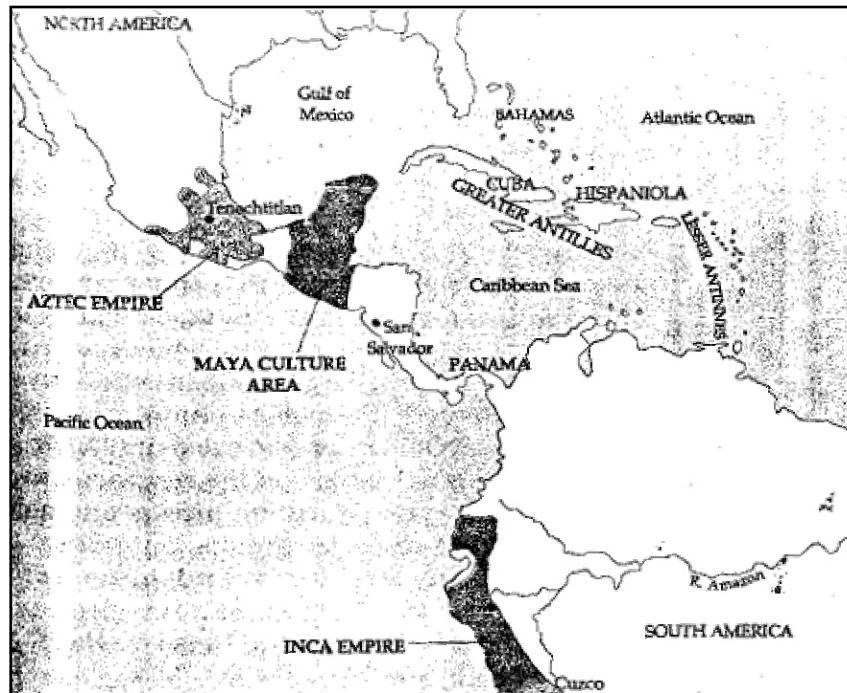 NORTH AMERICA
Gulf of
Mexico
BAHAMAS
Atlantic Ocean
CUBA
HISPANIOLA
GREATER ANTILLES
LESSER ANTINNES
Tenochtitlan
AZTEC EMPIRE
Caribbean Sea
San
Salvador
MAYA CULTURE
AREA
PANAMA
Pacific Ocean
R. Amazon
INCA EMPIRE
SOUTH AMERICA
Cuzco